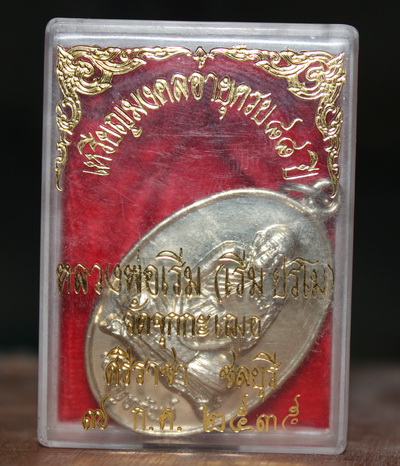 เหรียญมงคลอายุครบ ๘๘ ปี
หลวงพ่อเริ่ม (เริ่ม ปรโม)
วัดจุกกะเฌอ
ศรีราชา ชลบุรี
๗ ก.ค. ๒๕๓๕